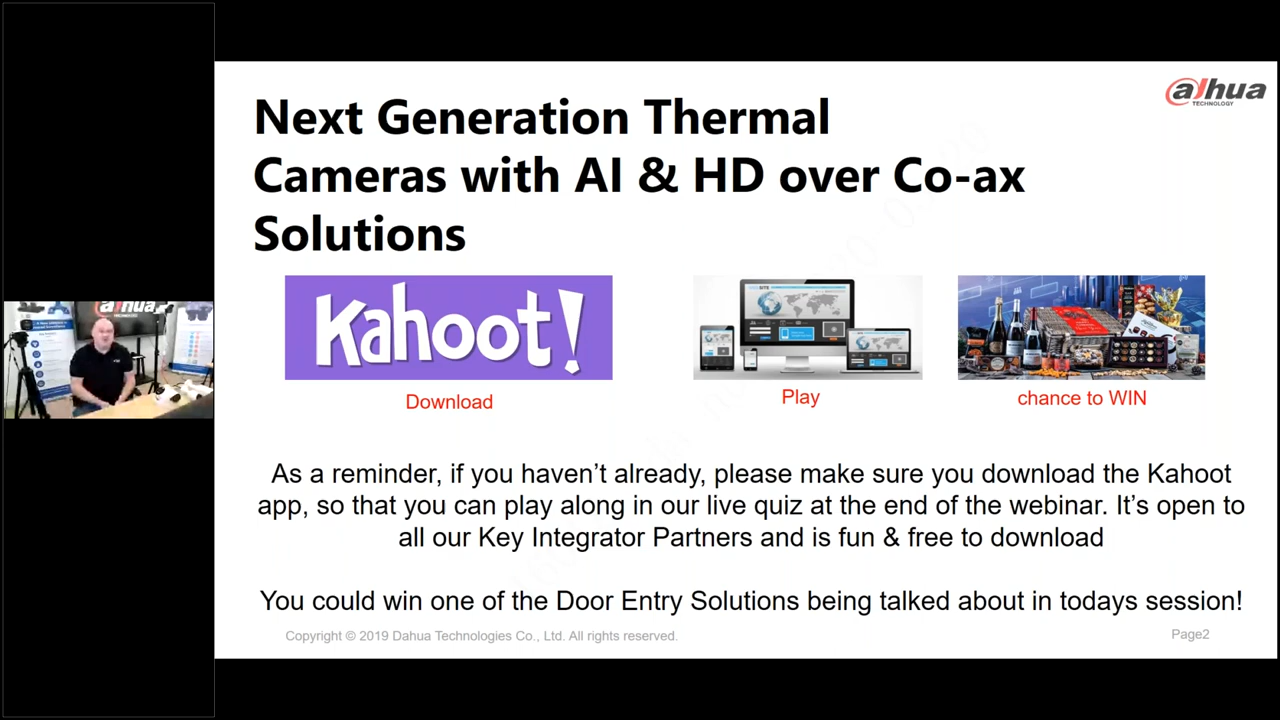 Next Generation Thermal
Cameras with AI & HD over Co-ax
Solutions
alhua
TECHNOLOGY
Kahoot!
Download
Play
chance to WIN
As a reminder, if you haven't already, please make sure you download the Kahoot
app, so that you can play along in our live quiz at the end of the webinar. It's open to
all our Key Integrator Partners and is fun & free to download
You could win one of the Door Entry Solutions being talked about in todays session!
Copyright © 2019 Dahua Technologies Co., Ltd. All rights reserved.
Page2
alhua